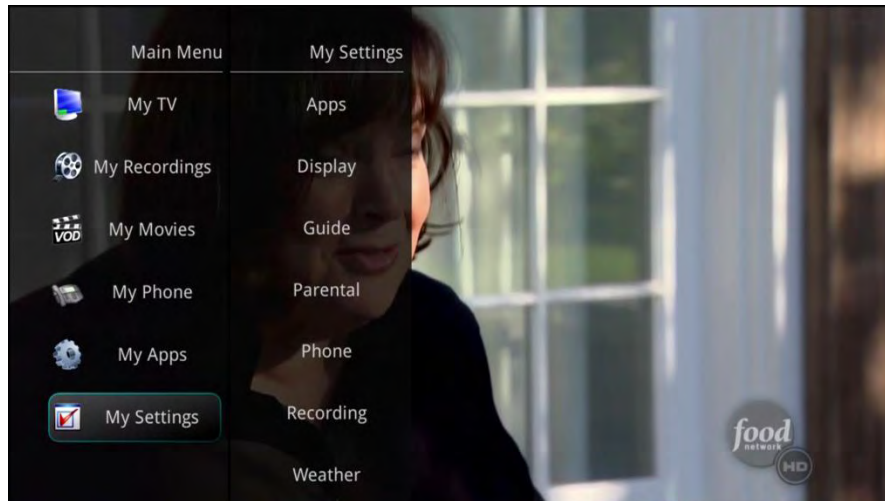 Main Menu
My TV
My Recordings
VOD
My Movies
My Phone
My Apps
My Settings
My Settings
Apps
Display
Guide
Parental
Phone
Recording
Weather
food
network
HD